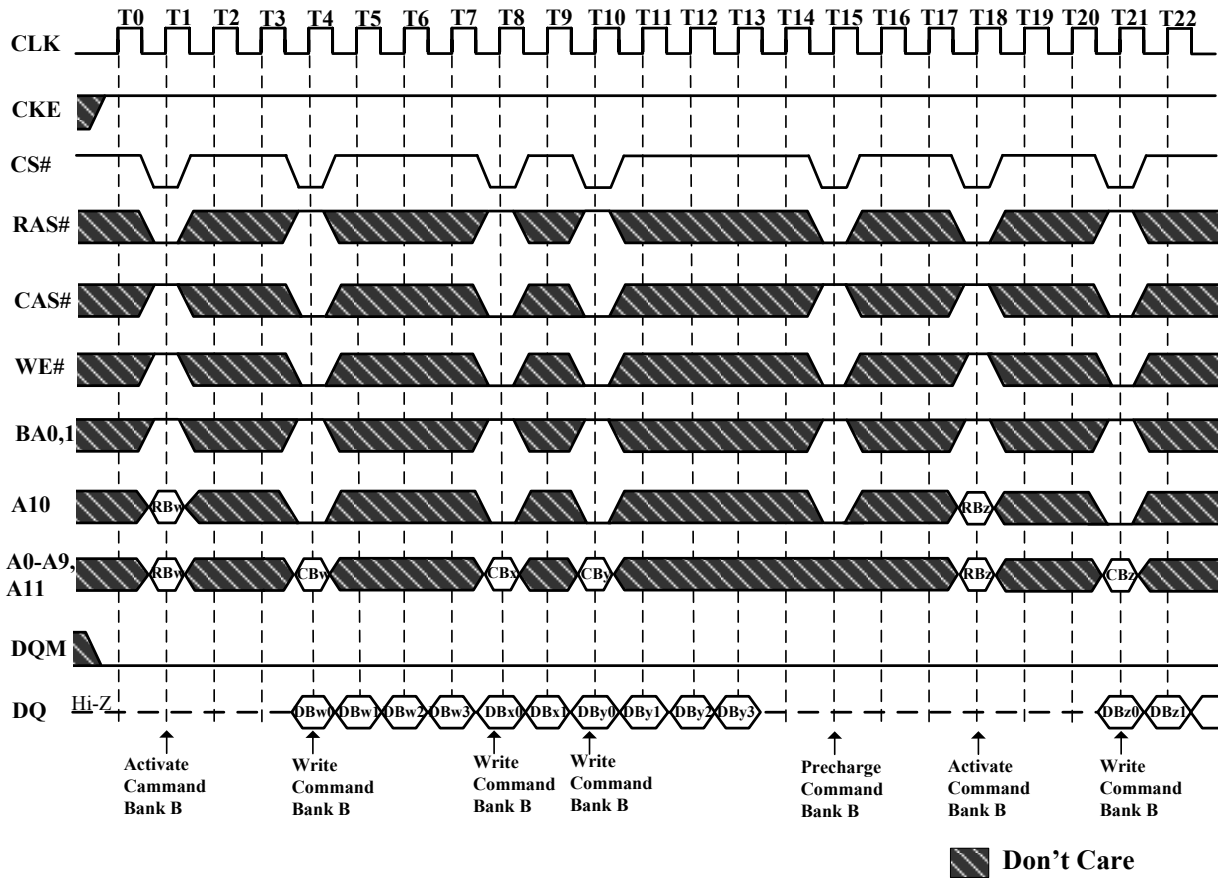 T0 T1 T2 T3 T4 T5 T6 T7 T8 T9 T10 T11 T12 T13 T14 T15 T16 T17 T18 T19 T20 T21 T22
CLK
CKE
CS#
RAS#
CAS#
WE#
BA0,1
A10 RBw RBz
A0-A9,
A11 RBw CBw CBx CBy RBz CBz
DQM
DQ Hi-Z DBw0 DBw1 DBw2 DBw3 DBx0 DBx1 DBy0 DBy1 DBy2 DBy3 DBz0 DBz1
Activate
Cammand
Bank B
Write
Command
Bank B
Write
Command
Bank B
Write
Command
Bank B
Precharge
Command
Bank B
Activate
Command
Bank B
Write
Command
Bank B
Don't Care